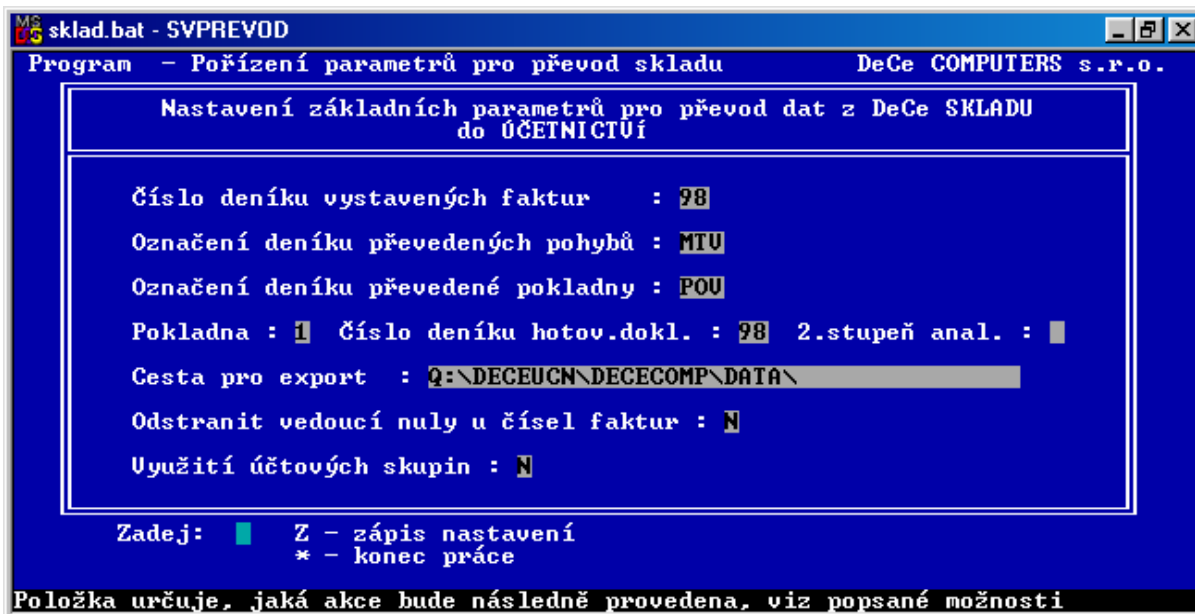 sklad.bat - SVPREVOD
Program - Pořízení parametrů pro převod skladu DeCe COMPUTERS s.r.o.
Nastavení základních parametrů pro převod dat z DeCe SKLADU
do ÚČETNICTVí
Číslo deníku vystavených faktur : 98
Označení deníku převedených pohybů : MTV
Označení deníku převedené pokladny : POV
Pokladna : 1 Číslo deníku hotov.dokl. : 98 2.stupeň anal. :
Cesta pro export : Q:\DECEUCN\DECECOMP\DATA\
Odstranit vedoucí nuly u čísel faktur : N
Využití účtových skupin : N
Zadej: Z - zápis nastavení
* - konec práce
Položka určuje, jaká akce bude následně provedena, viz popsané možnosti